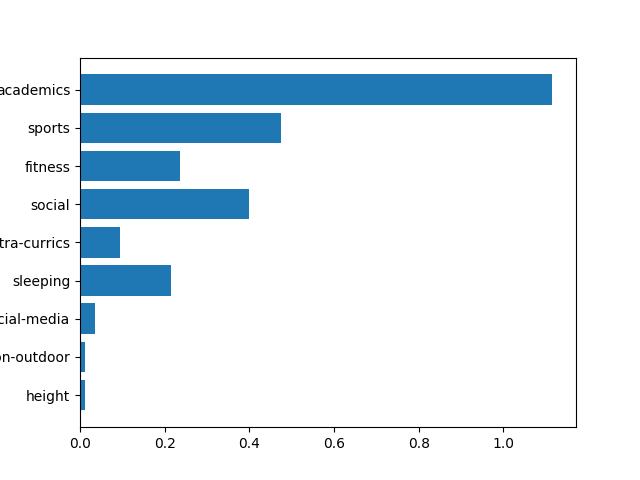 academics
sports
fitness
social
tra-currics
sleeping
cial-media
on-outdoor
height
0.0 0.2 0.4 0.6 0.8 1.0